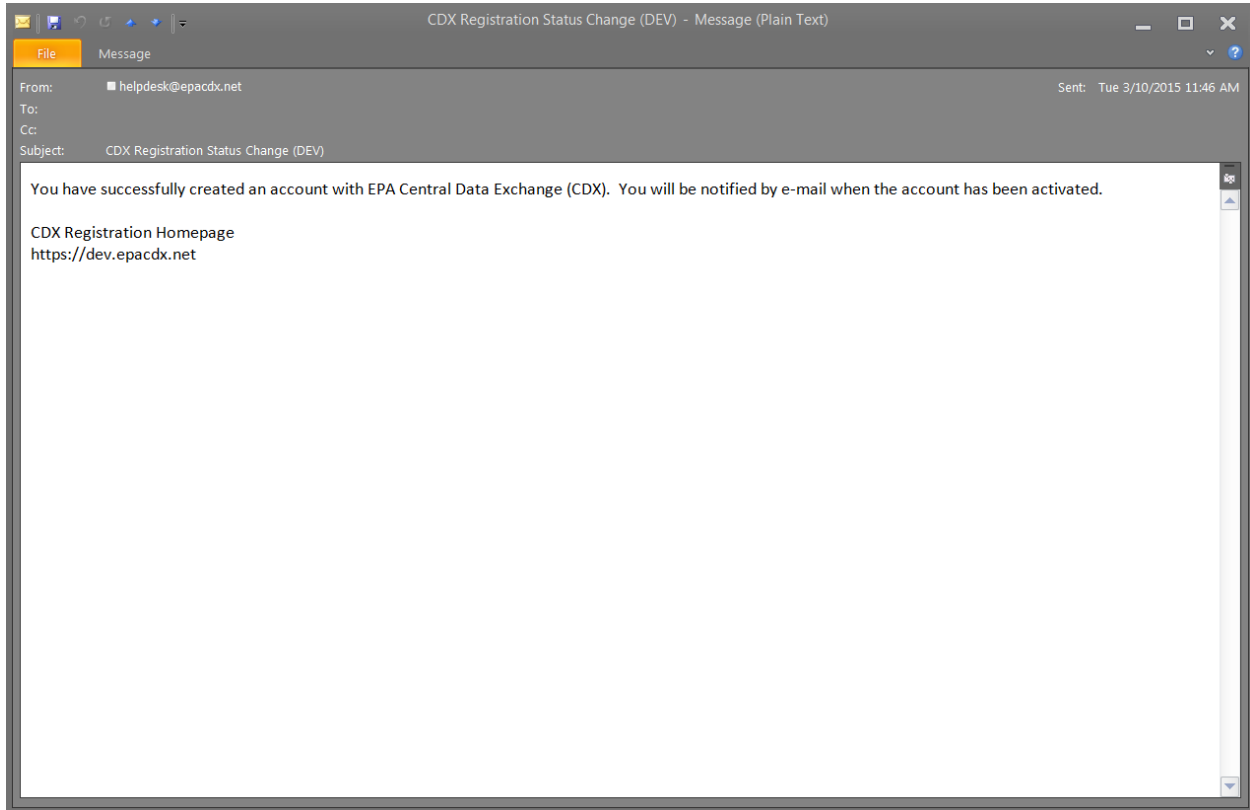 CDX Registration Status Change (DEV) - Message (Plain Text)
File Message
From: helpdesk@epacdx.net Sent: Tue 3/10/2015 11:46 AM
To:
Cc:
Subject: CDX Registration Status Change (DEV)
You have successfully created an account with EPA Central Data Exchange (CDX). You will be notified by e-mail when the account has been activated.
CDX Registration Homepage
https://dev.epacdx.net